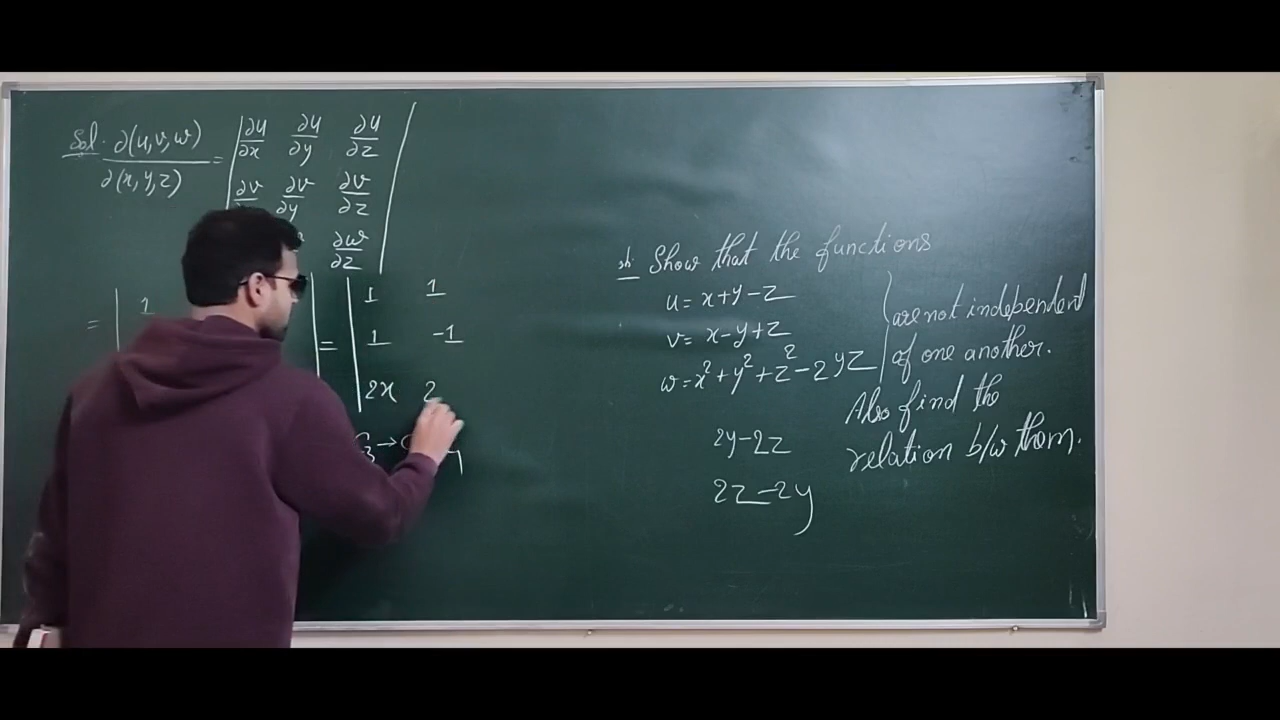 Sol. ∂(u,v,w)/∂(x,y,z) = | ∂u/∂x ∂u/∂y ∂u/∂z |
∂v ∂v/∂y ∂v/∂z
∂w/∂z
= | 1 | = | 1 1
1 -1
2x 2
→
Show that the functions
u = x+y-z
v = x-y+z
w = x²+y²+z²-2yz
are not independent
of one another.
Also find the
relation b/w them.
2y-2z
2z-2y